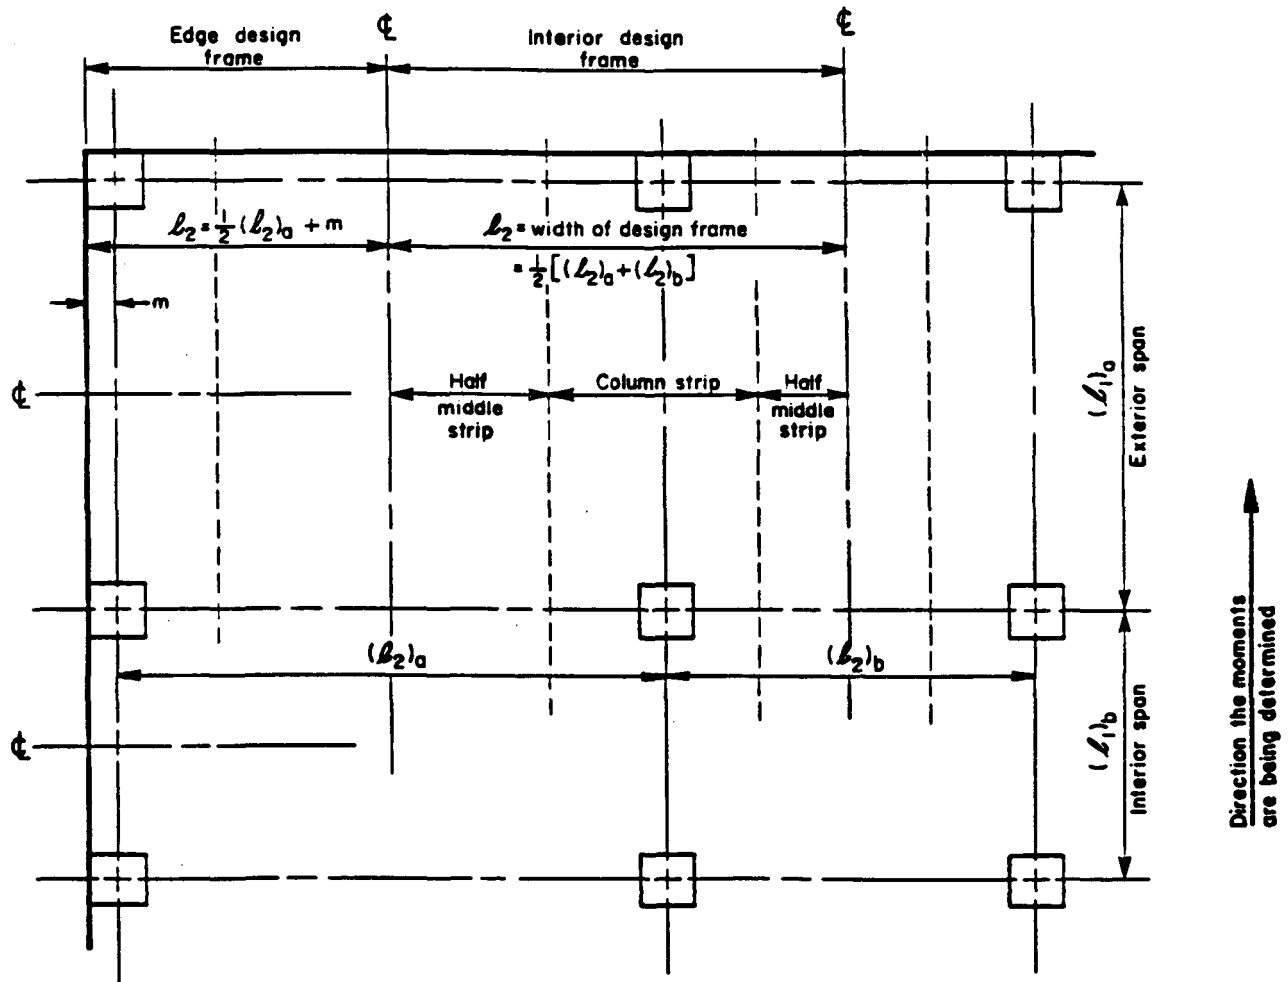 ℄
℄
Edge design
frame
Interior design
frame
ℓ₂ = ½ (ℓ₂)ₐ + m
ℓ₂ = width of design frame
= ½ [(ℓ₂)ₐ + (ℓ₂)b]
m
℄
Half
middle
strip
Column strip
Half
middle
strip
(ℓ₁)ₐ
Exterior span
(ℓ₂)ₐ
(ℓ₂)b
℄
(ℓ₁)b
Interior span
Direction the moments
are being determined